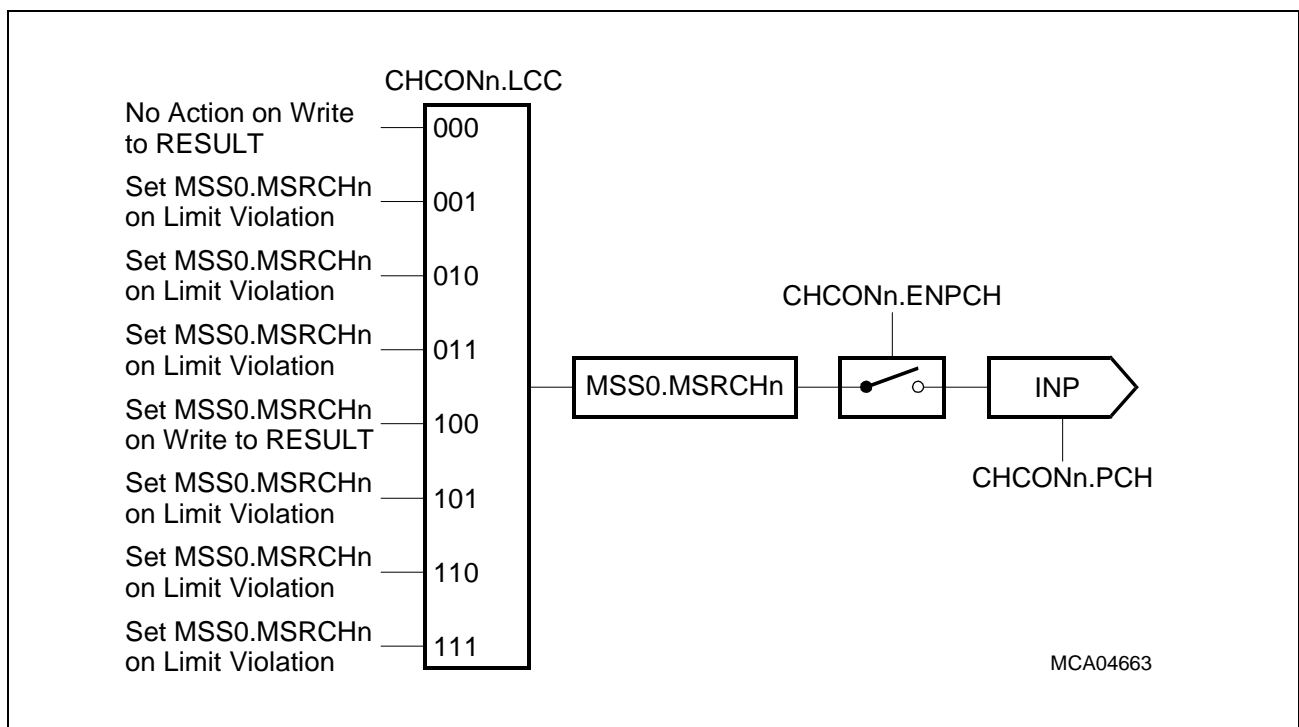 CHCONn.LCC
No Action on Write
to RESULT
000
Set MSS0.MSRCHn
on Limit Violation
001
Set MSS0.MSRCHn
on Limit Violation
010
Set MSS0.MSRCHn
on Limit Violation
011
Set MSS0.MSRCHn
on Write to RESULT
100
Set MSS0.MSRCHn
on Limit Violation
101
Set MSS0.MSRCHn
on Limit Violation
110
Set MSS0.MSRCHn
on Limit Violation
111
MSS0.MSRCHn
CHCONn.ENPCH
INP
CHCONn.PCH
MCA04663